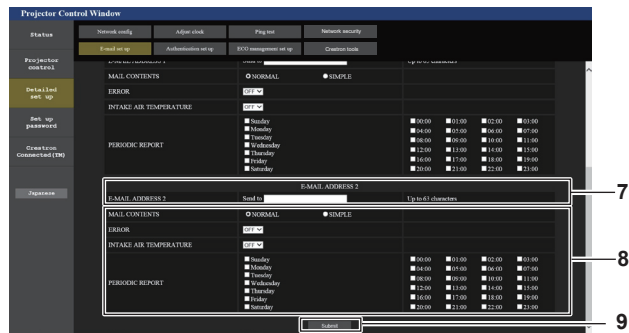 Projector Control Window
Status
Network config
Adjust clock
Ping test
Network security
E-mail set up
Authentication set up
ECO management set up
Crestron tools
Projector
control
Detailed
set up
Set up
password
Crestron
Connected(TM)
Japanese
E-MAIL ADDRESS 1 Send to Up to 63 characters
MAIL CONTENTS NORMAL SIMPLE
ERROR OFF
INTAKE AIR TEMPERATURE OFF
PERIODIC REPORT
Sunday 00:00 01:00 02:00 03:00
Monday 04:00 05:00 06:00 07:00
Tuesday 08:00 09:00 10:00 11:00
Wednesday 12:00 13:00 14:00 15:00
Thursday 16:00 17:00 18:00 19:00
Friday 20:00 21:00 22:00 23:00
Saturday
E-MAIL ADDRESS 2
E-MAIL ADDRESS 2 Send to Up to 63 characters
7
MAIL CONTENTS NORMAL SIMPLE
ERROR OFF
INTAKE AIR TEMPERATURE OFF
8
PERIODIC REPORT
Sunday 00:00 01:00 02:00 03:00
Monday 04:00 05:00 06:00 07:00
Tuesday 08:00 09:00 10:00 11:00
Wednesday 12:00 13:00 14:00 15:00
Thursday 16:00 17:00 18:00 19:00
Friday 20:00 21:00 22:00 23:00
Saturday
Submit
9